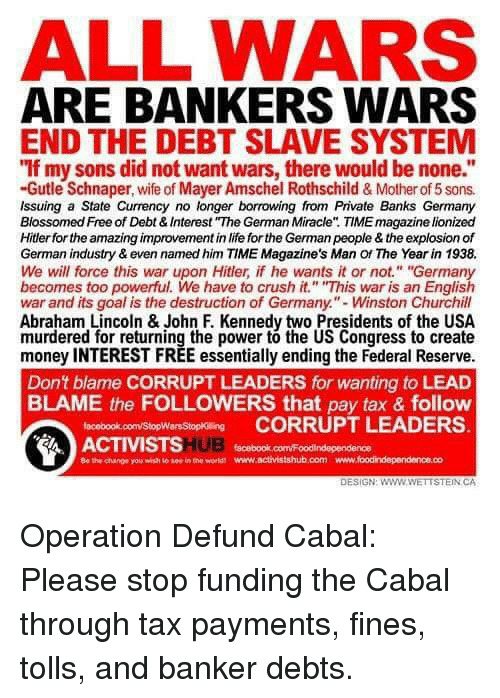 ALL WARS
ARE BANKERS WARS
END THE DEBT SLAVE SYSTEM
"If my sons did not want wars, there would be none."
-Gutle Schnaper, wife of Mayer Amschel Rothschild & Mother of 5 sons.
Issuing a State Currency no longer borrowing from Private Banks Germany
Blossomed Free of Debt & Interest "The German Miracle". TIME magazine lionized
Hitler for the amazing improvement in life for the German people & the explosion of
German industry & even named him TIME Magazine's Man Of The Year in 1938.
We will force this war upon Hitler, if he wants it or not." "Germany
becomes too powerful. We have to crush it." "This war is an English
war and its goal is the destruction of Germany." - Winston Churchill
Abraham Lincoln & John F. Kennedy two Presidents of the USA
murdered for returning the power to the US Congress to create
money INTEREST FREE essentially ending the Federal Reserve.
Don't blame CORRUPT LEADERS for wanting to LEAD
BLAME the FOLLOWERS that pay tax & follow
facebook.com/StopWarsStopKilling CORRUPT LEADERS.
ACTIVISTSHUB facebook.com/FoodIndependence
Be the change you wish to see in the world! www.activistshub.com www.foodindependence.co
DESIGN: WWW.WETTSTEIN.CA
Operation Defund Cabal:
Please stop funding the Cabal
through tax payments, fines,
tolls, and banker debts.